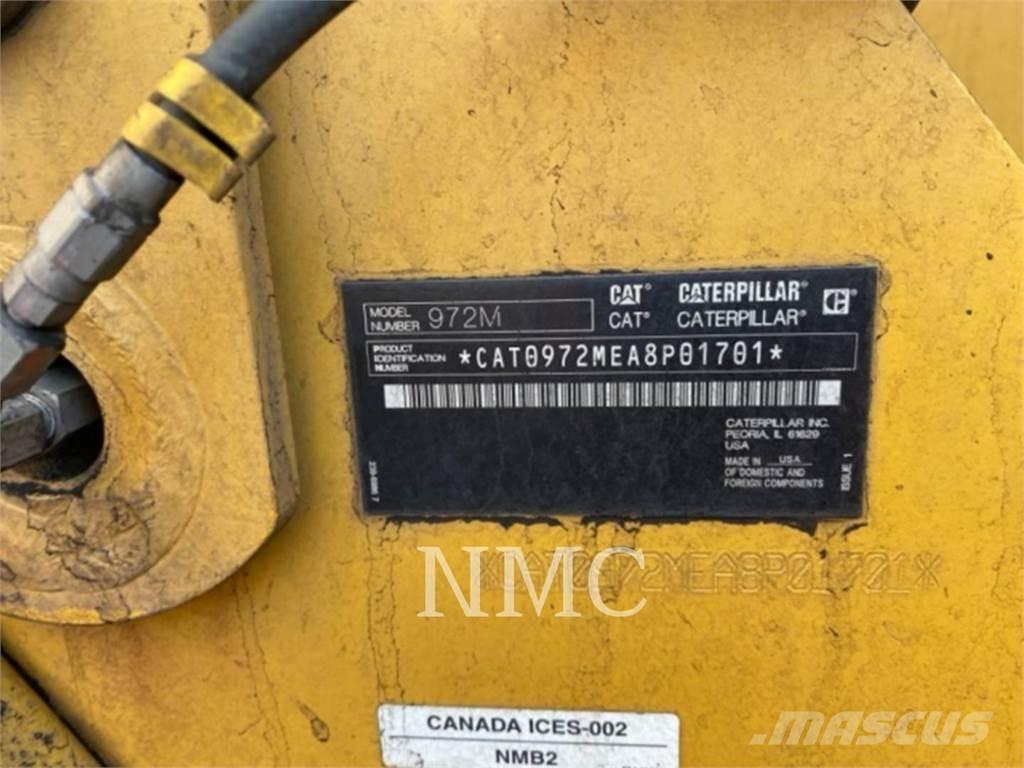 MODEL NUMBER 972M
CAT® CATERPILLAR®
CAT® CATERPILLAR®
PRODUCT IDENTIFICATION NUMBER *CAT0972MEA8P01701*
CATERPILLAR INC.
PEORIA, IL 61629
USA
MADE IN USA
OF DOMESTIC AND
FOREIGN COMPONENTS
ISSUE 1
*CAT0972MEA8P01701*
NMC
CANADA ICES-002
NMB2
MASCUS